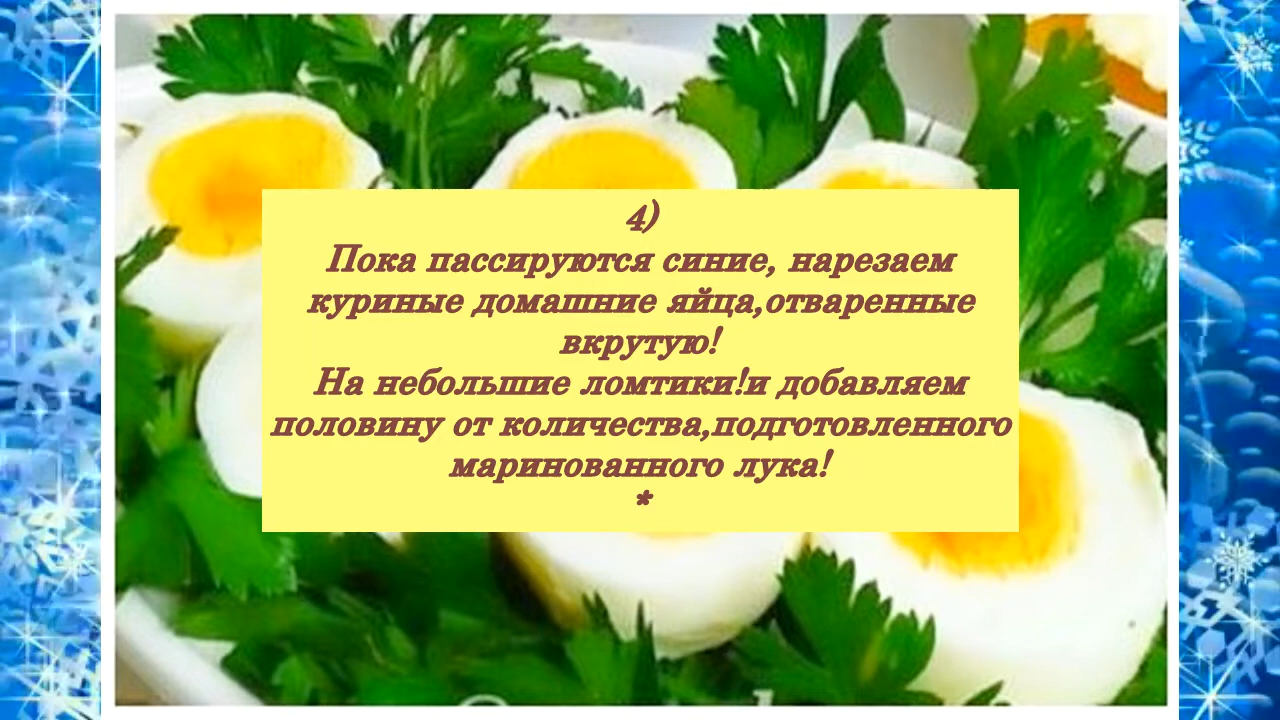 4)
Пока пассируются синие, нарезаем
куриные домашние яйца,отваренные
вкрутую!
На небольшие ломтики!и добавляем
половину от количества,подготовленного
маринованного лука!
*